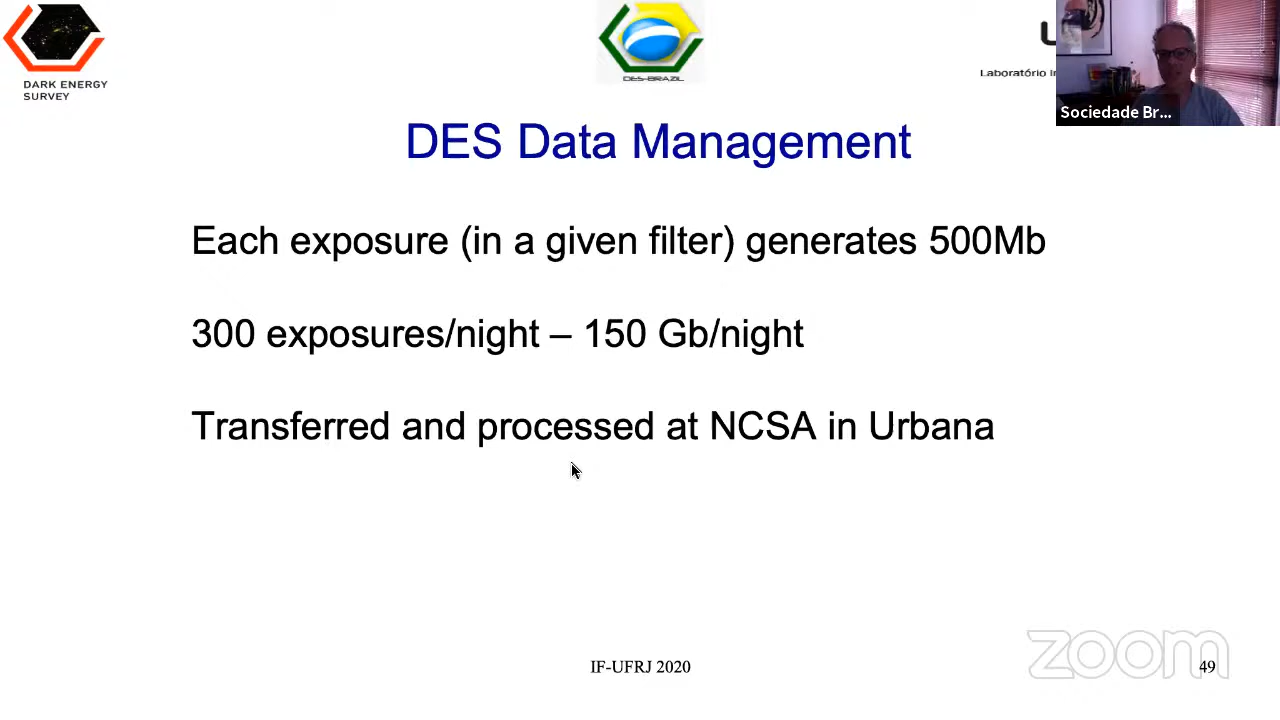 DARK ENERGY
SURVEY
DES-BRAZIL
Laboratório
Sociedade Br...
DES Data Management
Each exposure (in a given filter) generates 500Mb
300 exposures/night – 150 Gb/night
Transferred and processed at NCSA in Urbana
IF-UFRJ 2020
zoom
49